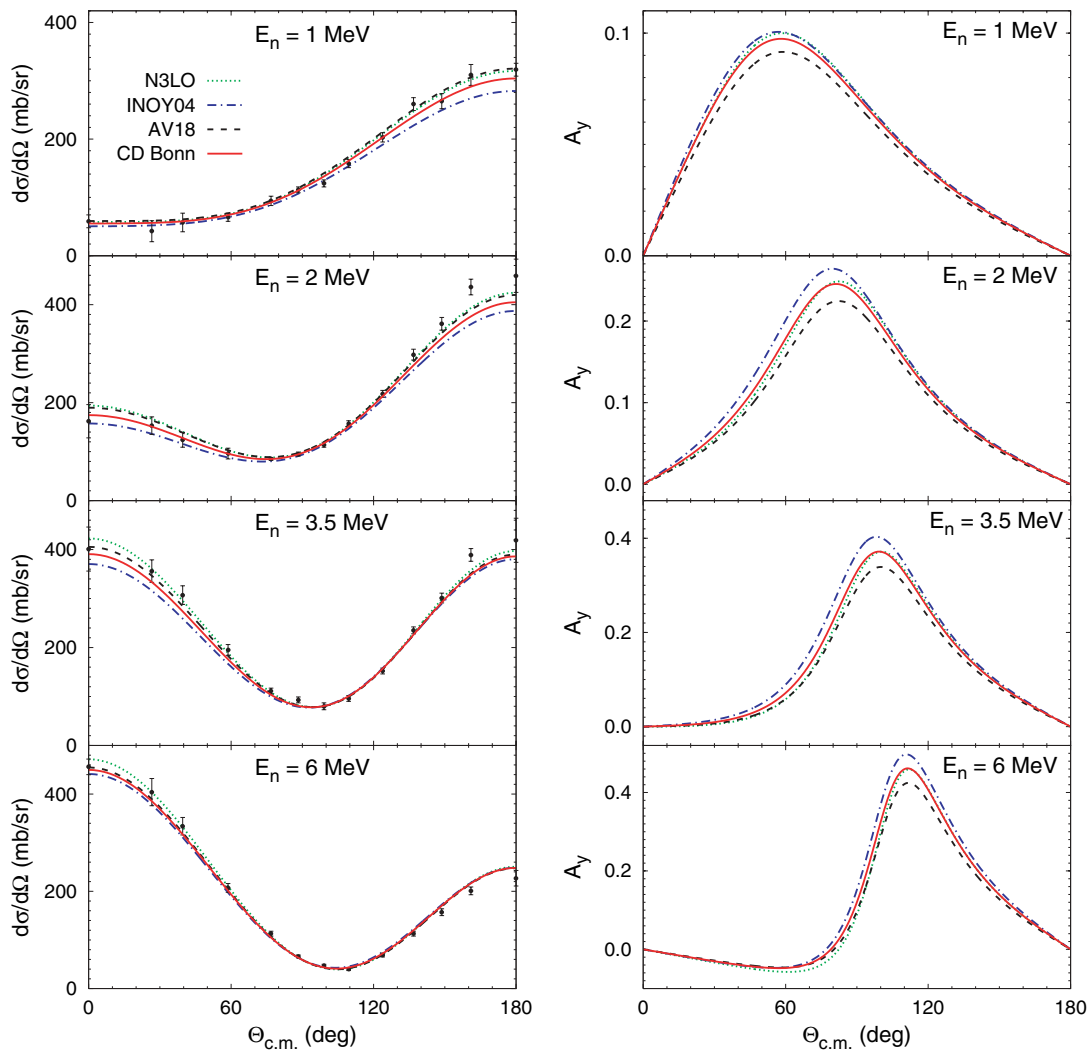 400
200
0
dσ/dΩ (mb/sr)
E_n = 1 MeV
N3LO
INOY04
AV18
CD Bonn
0.1
0.0
A_y
E_n = 1 MeV
400
200
0
dσ/dΩ (mb/sr)
E_n = 2 MeV
0.2
0.1
0.0
A_y
E_n = 2 MeV
400
200
0
dσ/dΩ (mb/sr)
E_n = 3.5 MeV
0.4
0.2
0.0
A_y
E_n = 3.5 MeV
400
200
0
dσ/dΩ (mb/sr)
E_n = 6 MeV
0.4
0.2
0.0
A_y
E_n = 6 MeV
0 60 120 180
Θ_c.m. (deg)
0 60 120 180
Θ_c.m. (deg)